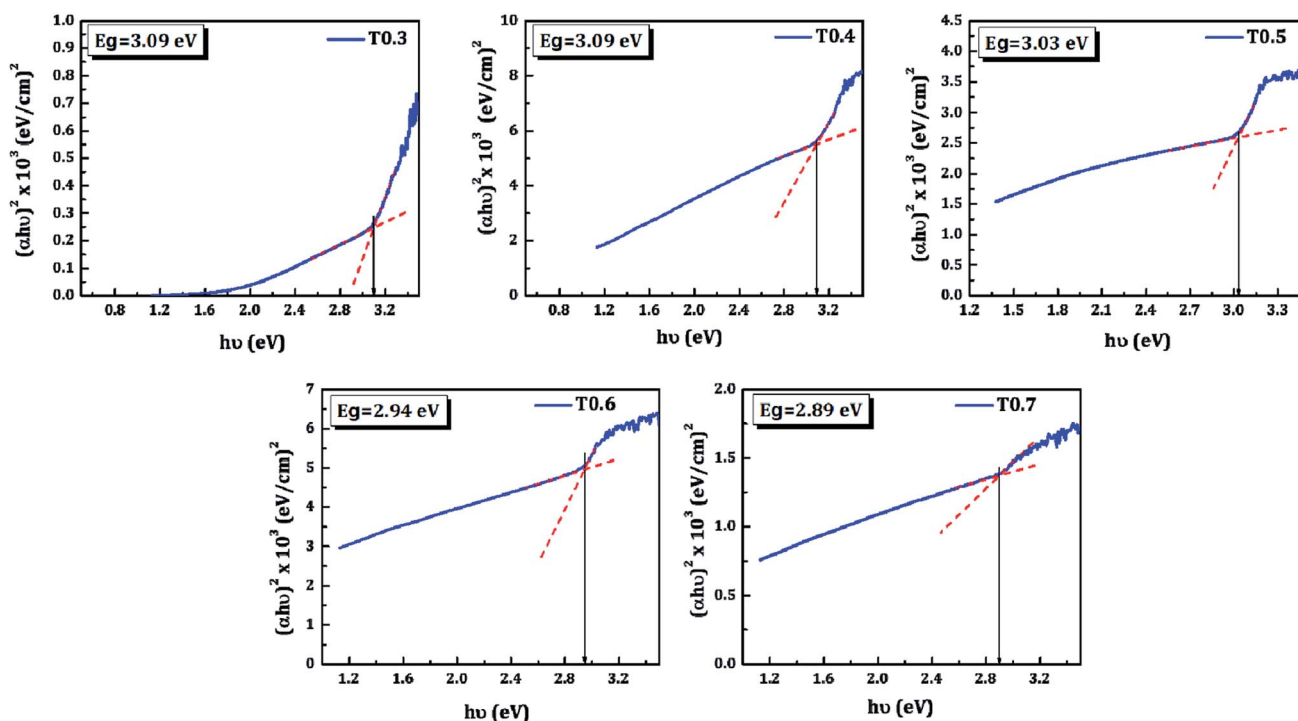 Eg=3.09 eV
T0.3
(αhυ)² x 10³ (eV/cm)²
1.0
0.9
0.8
0.7
0.6
0.5
0.4
0.3
0.2
0.1
0.0
0.8 1.2 1.6 2.0 2.4 2.8 3.2
hυ (eV)
Eg=3.09 eV
T0.4
(αhυ)² x 10³ (eV/cm)²
10
8
6
4
2
0
0.4 0.8 1.2 1.6 2.0 2.4 2.8 3.2
hυ (eV)
Eg=3.03 eV
T0.5
(αhυ)² x 10³ (eV/cm)²
4.5
4.0
3.5
3.0
2.5
2.0
1.5
1.0
0.5
0.0
1.2 1.5 1.8 2.1 2.4 2.7 3.0 3.3
hυ (eV)
Eg=2.94 eV
T0.6
(αhυ)² x 10³ (eV/cm)²
7
6
5
4
3
2
1
0
1.2 1.6 2.0 2.4 2.8 3.2
hυ (eV)
Eg=2.89 eV
T0.7
(αhυ)² x 10³ (eV/cm)²
2.0
1.5
1.0
0.5
0.0
1.2 1.6 2.0 2.4 2.8 3.2
hυ (eV)